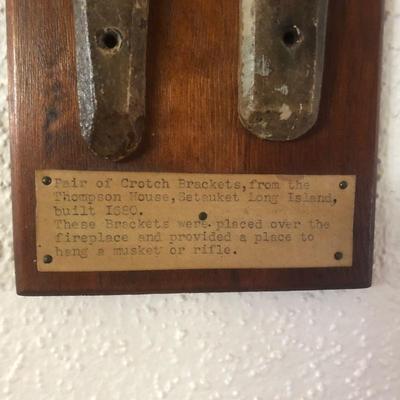 Pair of Crotch Brackets, from the
Thompson House, Setauket Long Island,
built I680.
These Brackets were placed over the
fireplace and provided a place to
hang a musket or rifle.